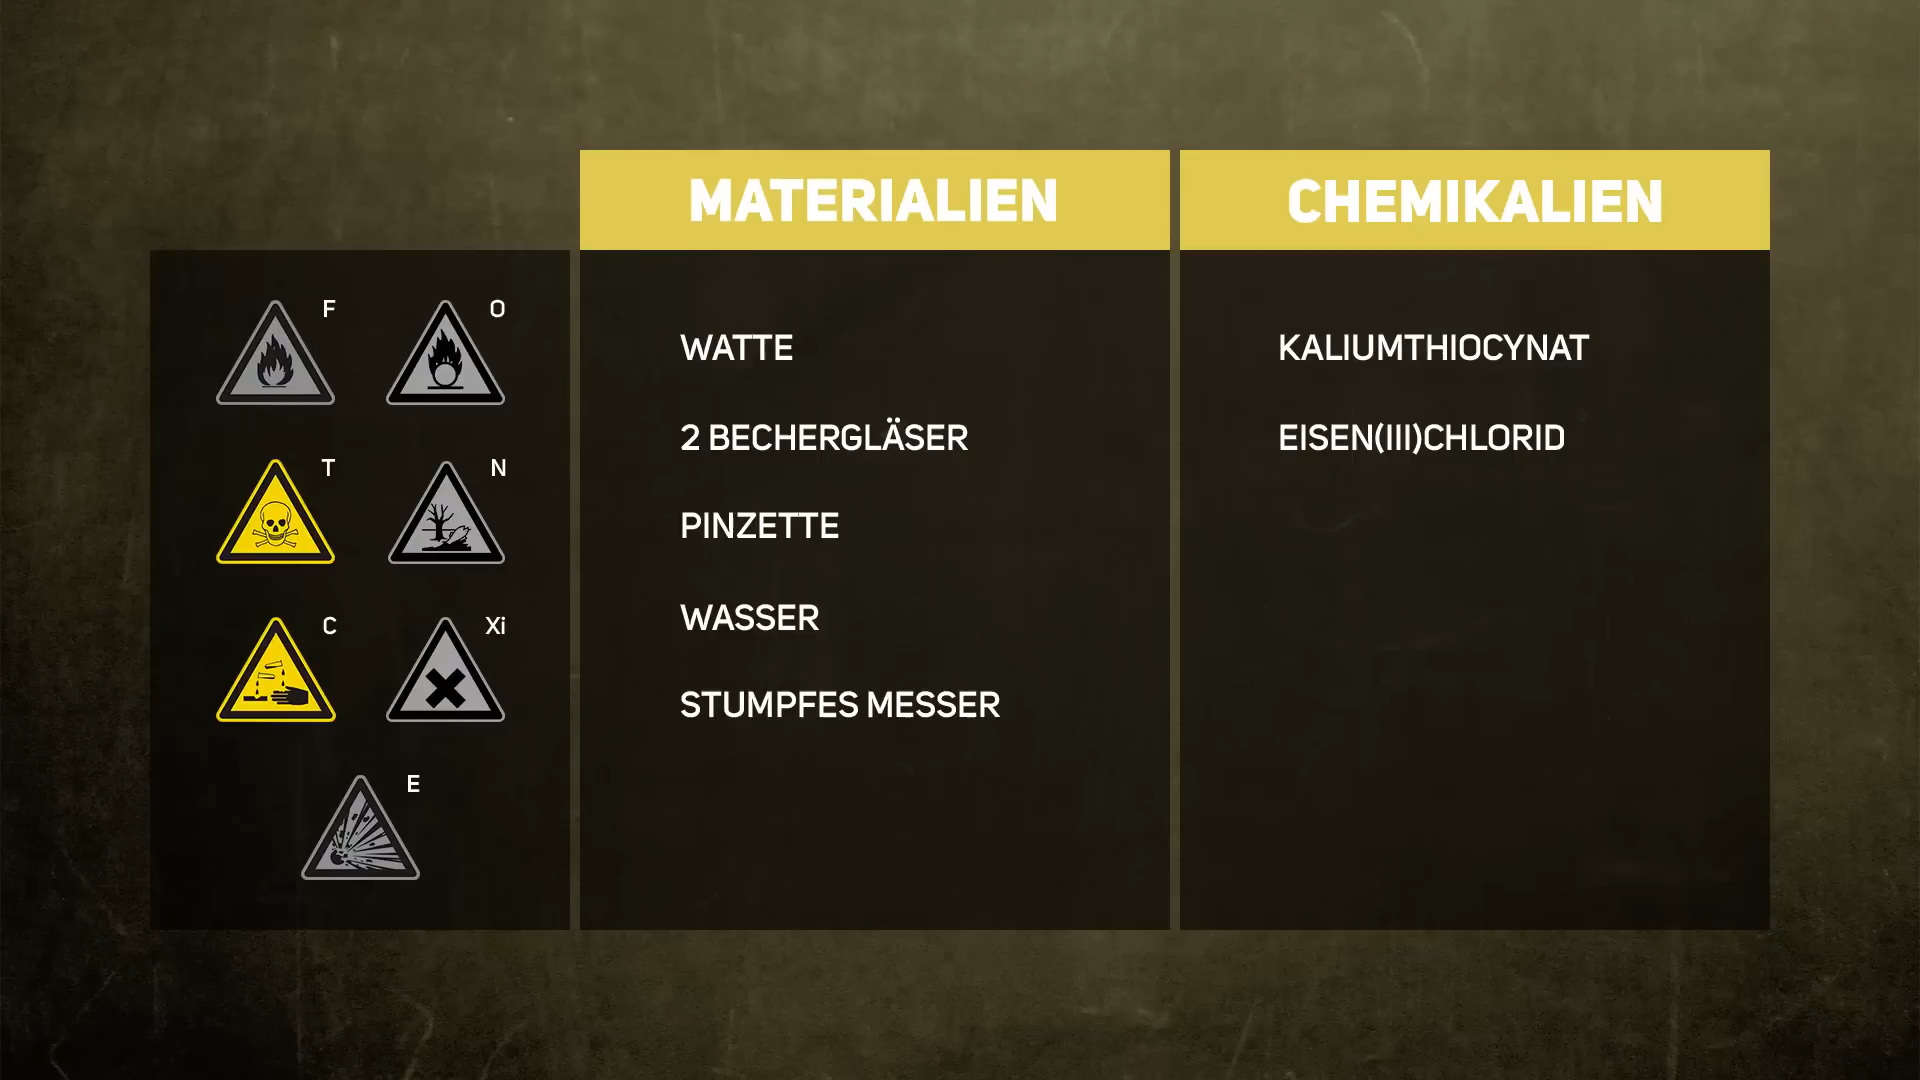 MATERIALIEN
CHEMIKALIEN
F
O
T
N
C
Xi
E
WATTE
2 BECHERGLÄSER
PINZETTE
WASSER
STUMPFES MESSER
KALIUMTHIOCYNAT
EISEN(III)CHLORID